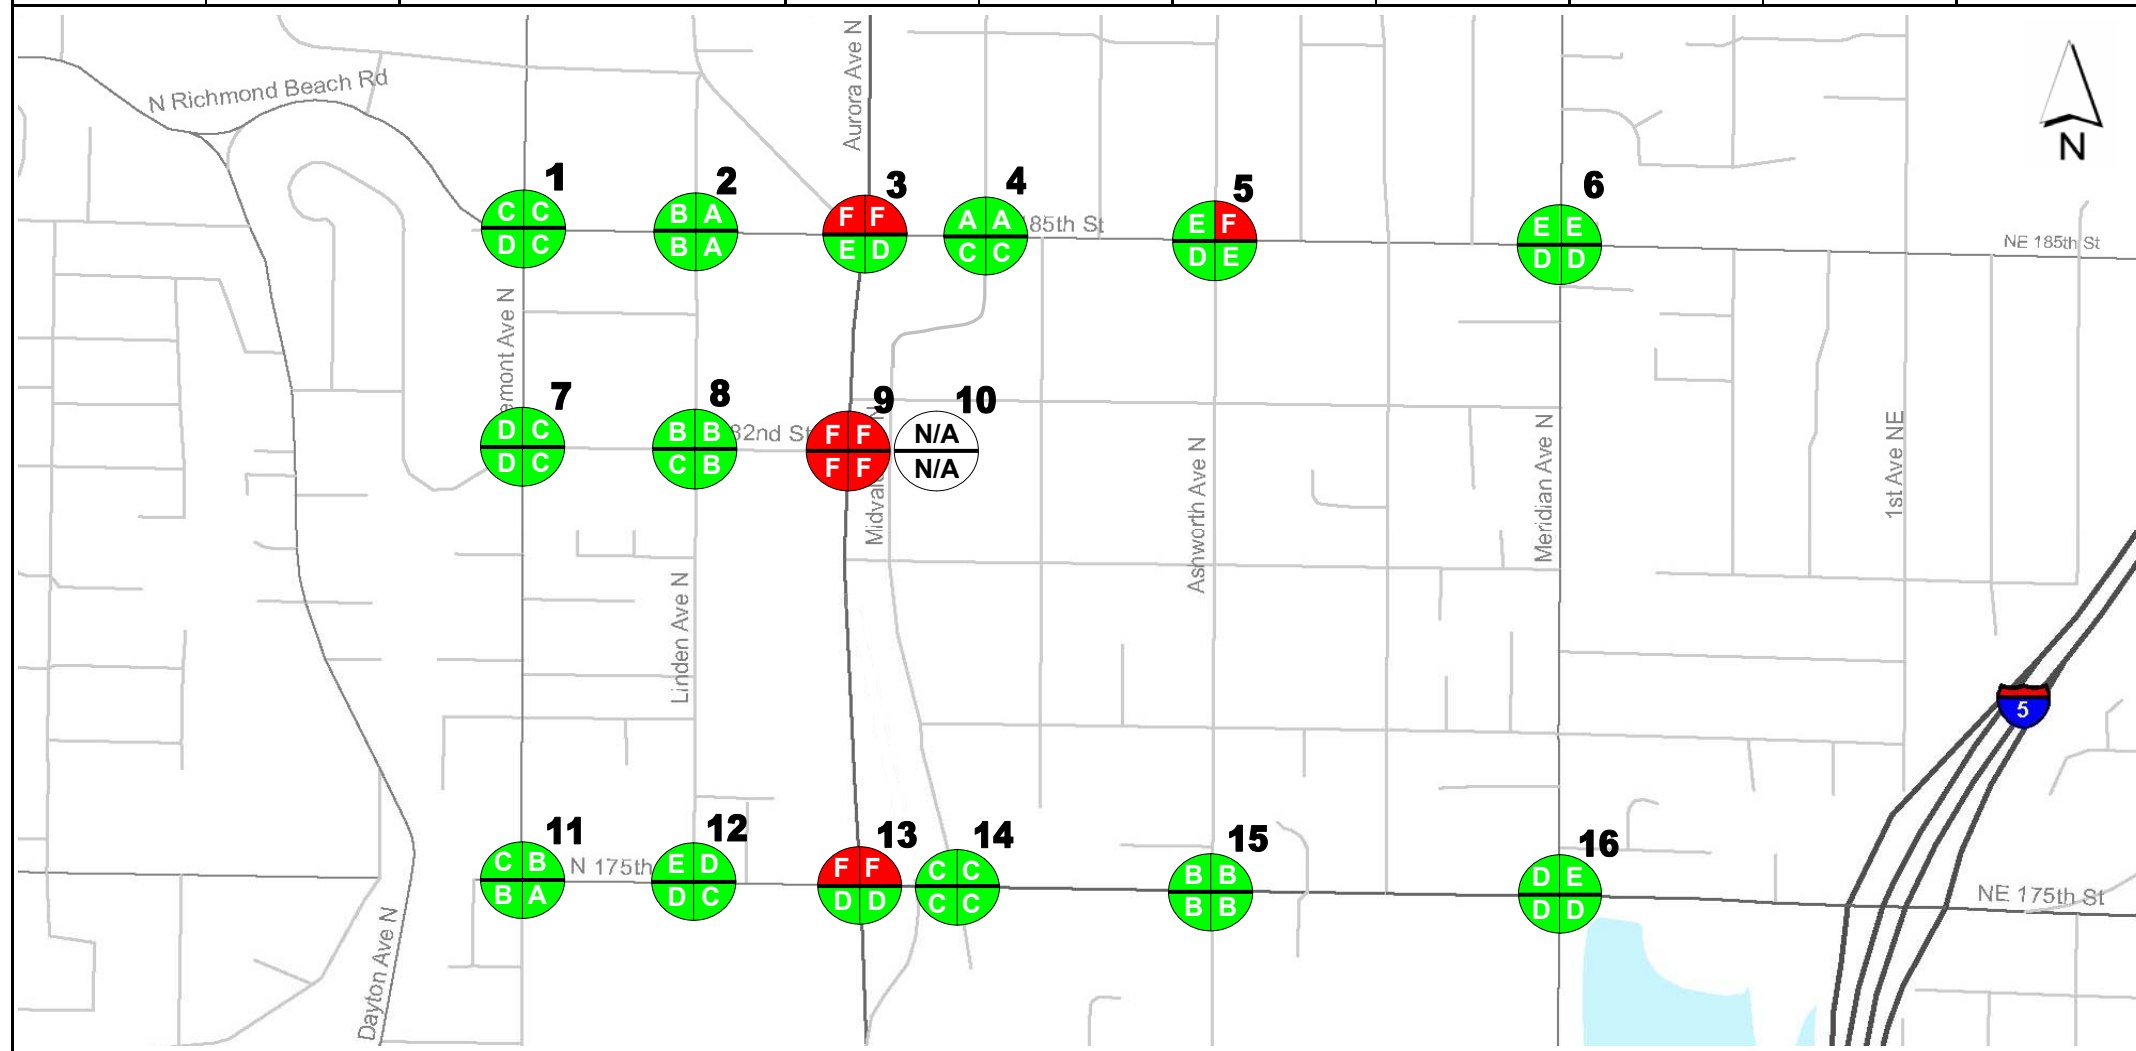 Aurora Ave N
N Richmond Beach Rd
N
1
2
3
4
5
6
C C
D C
B A
B A
F F
E D
A A
C C
85th St
E F
D E
E E
D D
NE 185th St
emont Ave N
7
8
9
10
D C
D C
B B
C B
82nd St
F F
F F
N/A
N/A
Midvale N
Ashworth Ave N
Meridian Ave N
1st Ave NE
Linden Ave N
5
11
12
13
14
15
16
C B
B A
N 175th
E D
D C
F F
D D
C C
C C
B B
B B
D E
D D
NE 175th St
Dayton Ave N